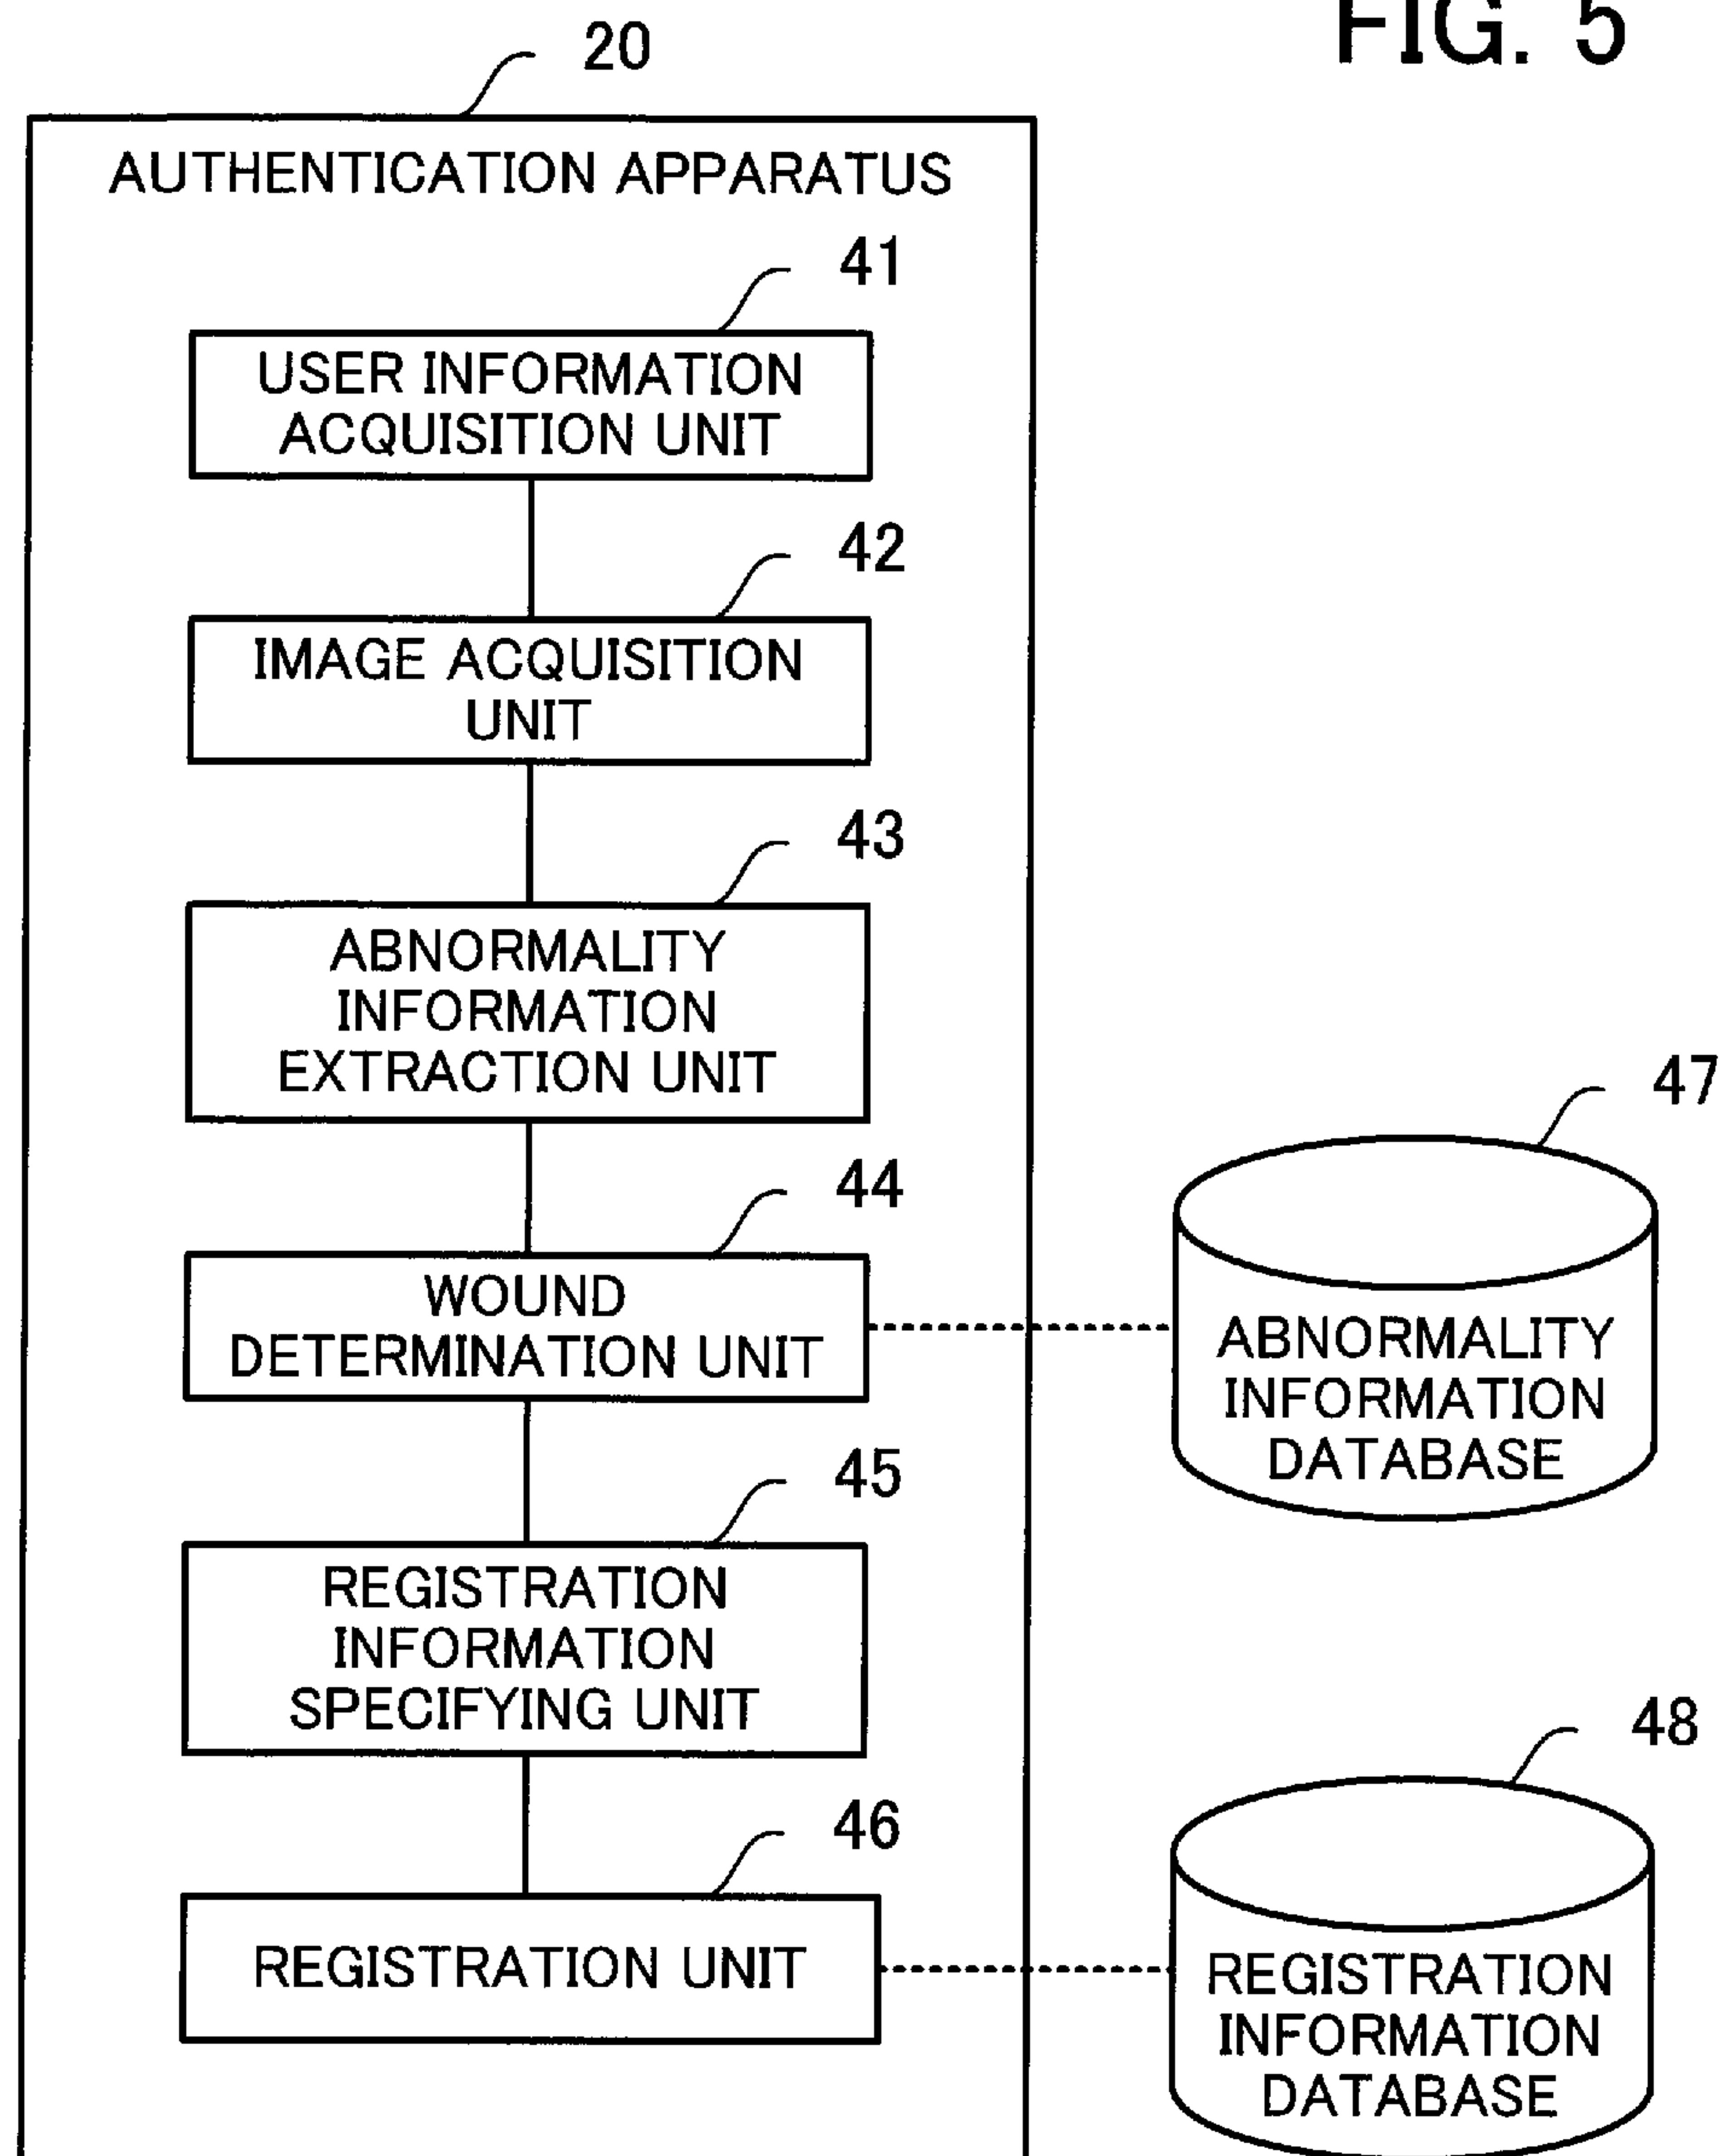 FIG. 5
20
AUTHENTICATION APPARATUS
41
USER INFORMATION
ACQUISITION UNIT
42
IMAGE ACQUISITION
UNIT
43
ABNORMALITY
INFORMATION
EXTRACTION UNIT
44
WOUND
DETERMINATION UNIT
47
ABNORMALITY
INFORMATION
DATABASE
45
REGISTRATION
INFORMATION
SPECIFYING UNIT
46
REGISTRATION UNIT
48
REGISTRATION
INFORMATION
DATABASE